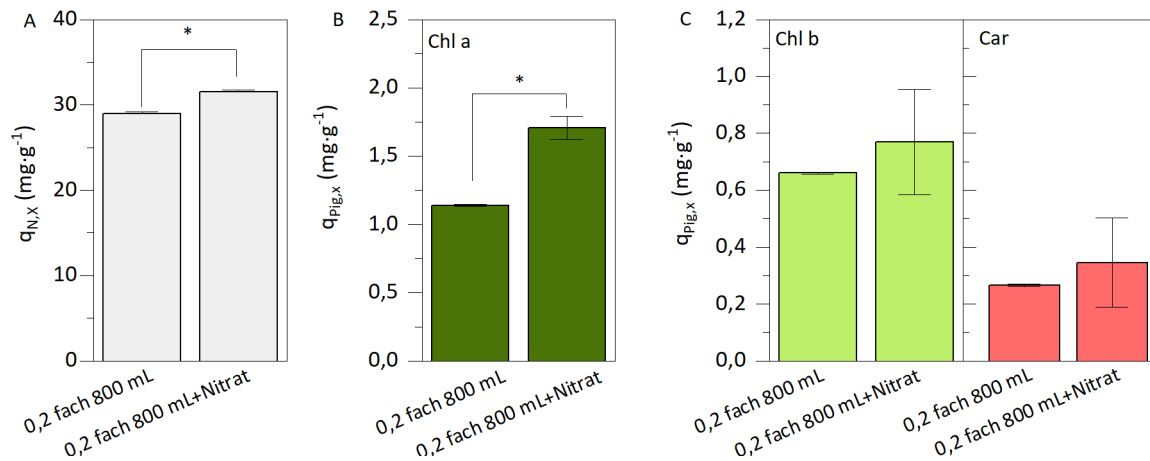 A
q_N,X (mg·g⁻¹)
40
30
20
10
0
*
0,2 fach 800 mL
0,2 fach 800 mL+Nitrat
B
q_Pig,x (mg·g⁻¹)
2,5
2,0
1,5
1,0
0,5
0,0
Chl a
*
0,2 fach 800 mL
0,2 fach 800 mL+Nitrat
C
q_Pig,x (mg·g⁻¹)
1,2
1,0
0,8
0,6
0,4
0,2
0,0
Chl b
Car
0,2 fach 800 mL
0,2 fach 800 mL+Nitrat
0,2 fach 800 mL
0,2 fach 800 mL+Nitrat